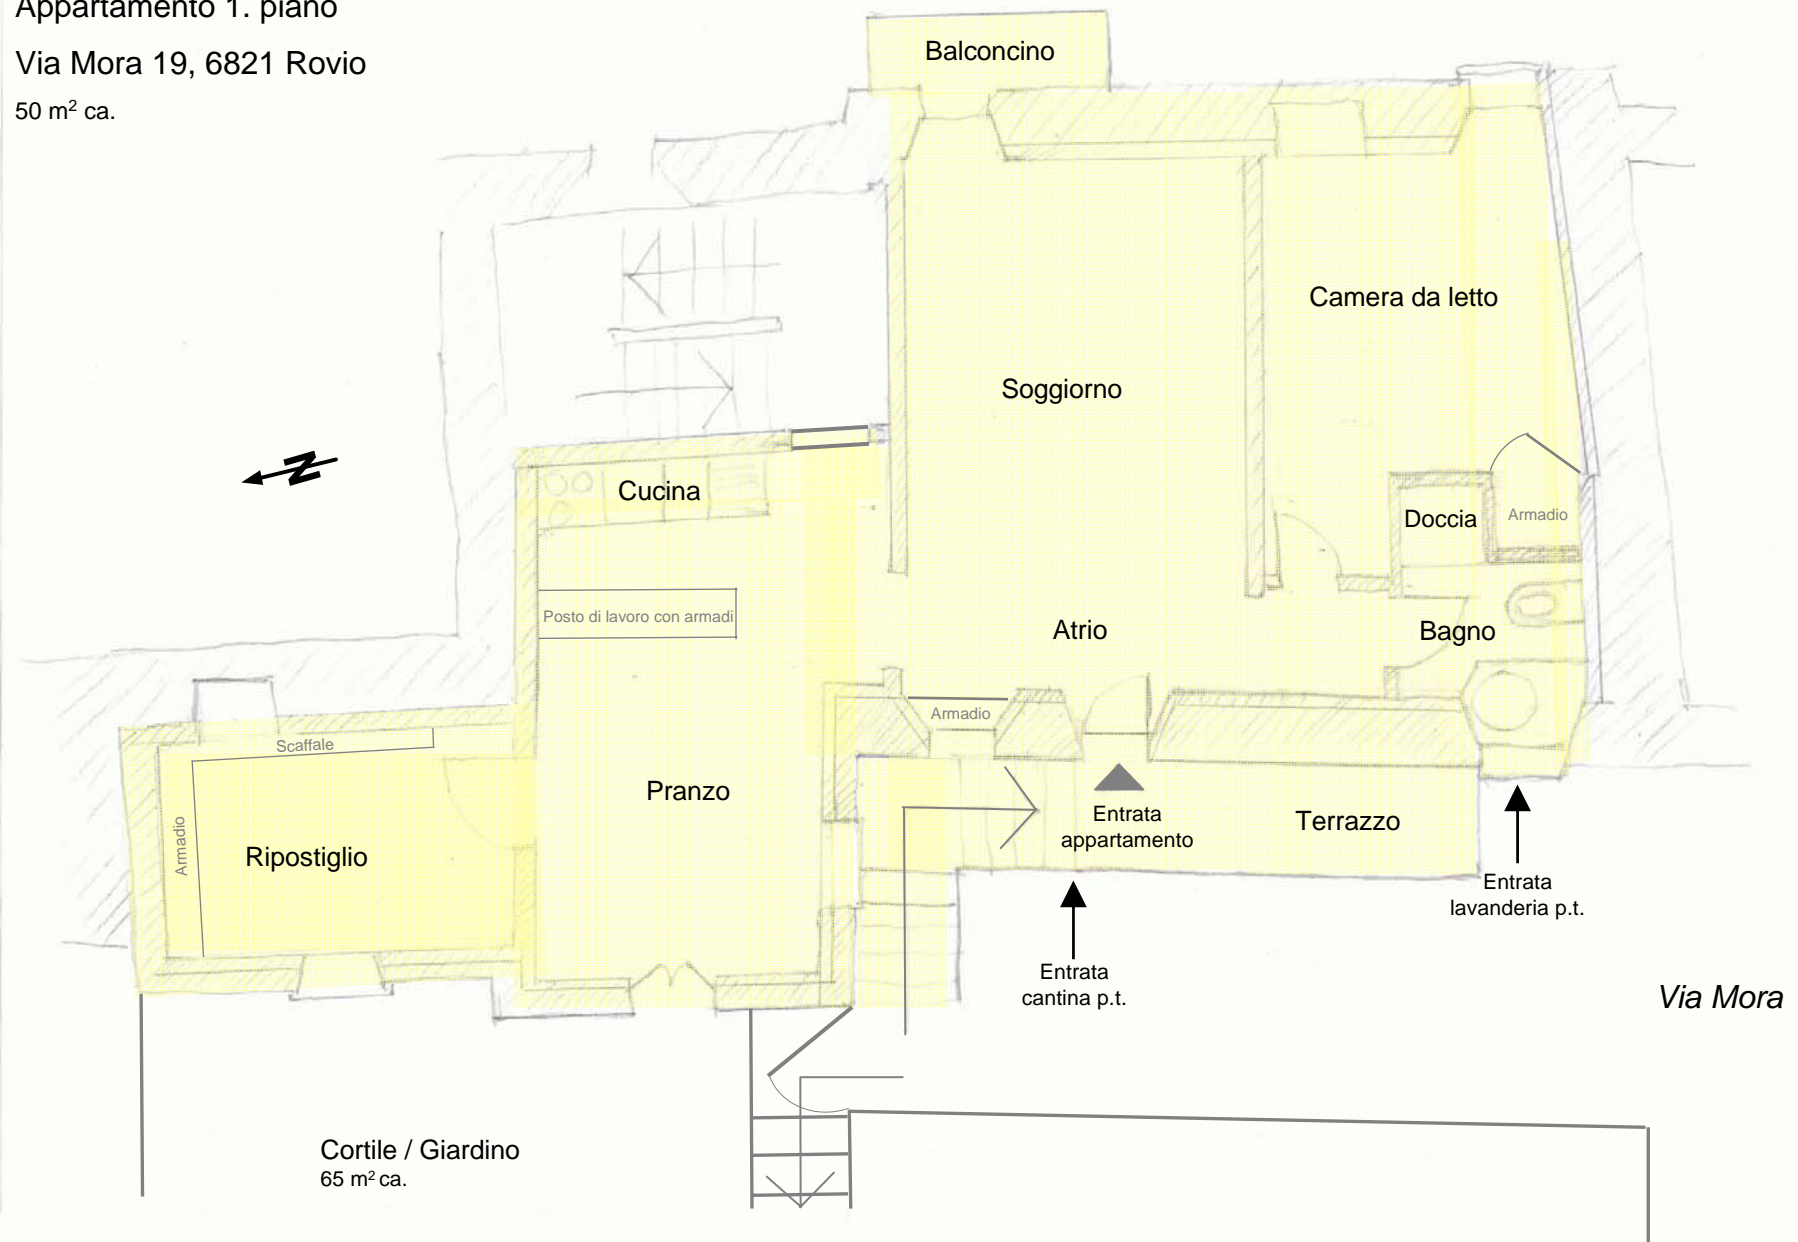 Appartamento 1. piano
Via Mora 19, 6821 Rovio
50 m² ca.
Balconcino
Camera da letto
Soggiorno
N
Cucina
Doccia
Armadio
Posto di lavoro con armadi
Atrio
Bagno
Armadio
Scaffale
Pranzo
Armadio
Ripostiglio
Entrata
appartamento
Terrazzo
Entrata
lavanderia p.t.
Entrata
cantina p.t.
Via Mora
Cortile / Giardino
65 m² ca.